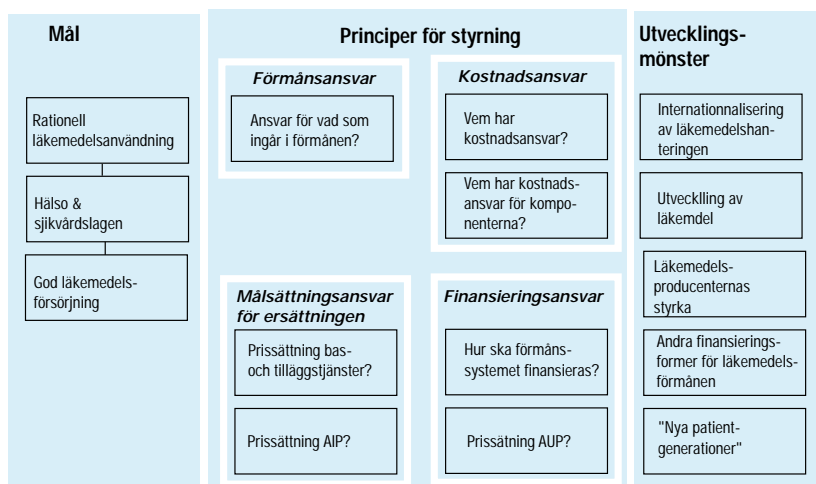 Mål
Rationell
läkemedelsanvändning
Hälso &
sjikvårdslagen
God läkemedels-
försörjning
Principer för styrning
Förmånsansvar
Ansvar för vad som
ingår i förmånen?
Kostnadsansvar
Vem har
kostnadsansvar?
Vem har kostnads-
ansvar för kompo-
nenterna?
Målsättningsansvar
för ersättningen
Prissättning bas-
och tilläggstjänster?
Prissättning AIP?
Finansieringsansvar
Hur ska förmåns-
systemet finansieras?
Prissätning AUP?
Utvecklings-
mönster
Internationnalisering
av läkemedelshan-
teringen
Utvecklling av
läkemdel
Läkemedels-
producenternas
styrka
Andra finansierings-
former för läkemedels-
förmånen
"Nya patient-
generationer"